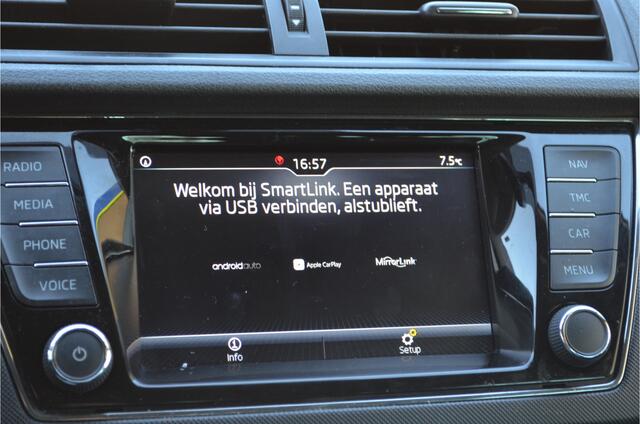 RADIO
MEDIA
PHONE
VOICE
16:57
7.5°C
Welkom bij SmartLink. Een apparaat
via USB verbinden, alstublieft.
androidauto
Apple CarPlay
MirrorLink
Info
Setup
NAV
TMC
CAR
MENU